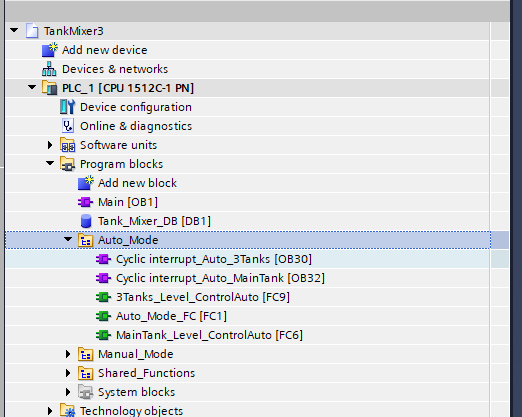 TankMixer3
Add new device
Devices & networks
PLC_1 [CPU 1512C-1 PN]
Device configuration
Online & diagnostics
Software units
Program blocks
Add new block
Main [OB1]
Tank_Mixer_DB [DB1]
Auto_Mode
Cyclic interrupt_Auto_3Tanks [OB30]
Cyclic interrupt_Auto_MainTank [OB32]
3Tanks_Level_ControlAuto [FC9]
Auto_Mode_FC [FC1]
MainTank_Level_ControlAuto [FC6]
Manual_Mode
Shared_Functions
System blocks
Technology objects